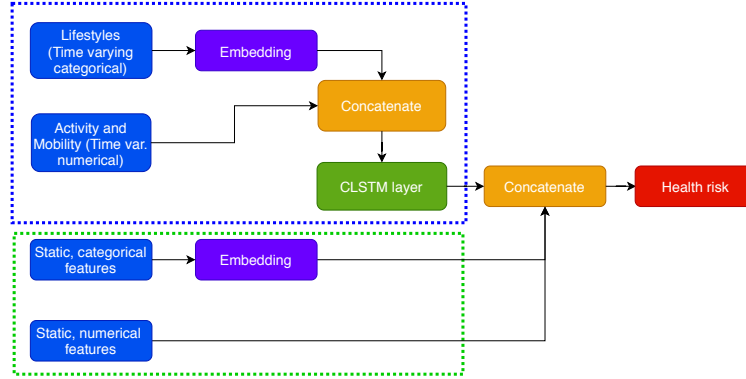 Lifestyles
(Time varying
categorical)
Embedding
Concatenate
Activity and
Mobility (Time var.
numerical)
CLSTM layer
Concatenate
Health risk
Static, categorical
features
Embedding
Static, numerical
features